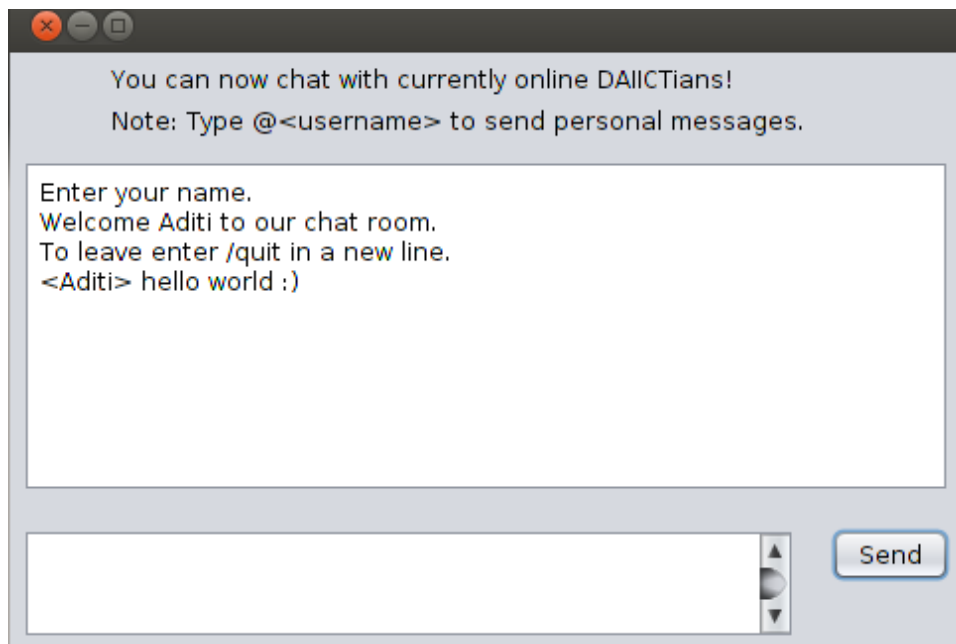 You can now chat with currently online DAIICTians!
Note: Type @<username> to send personal messages.
Enter your name.
Welcome Aditi to our chat room.
To leave enter /quit in a new line.
<Aditi> hello world :)
Send